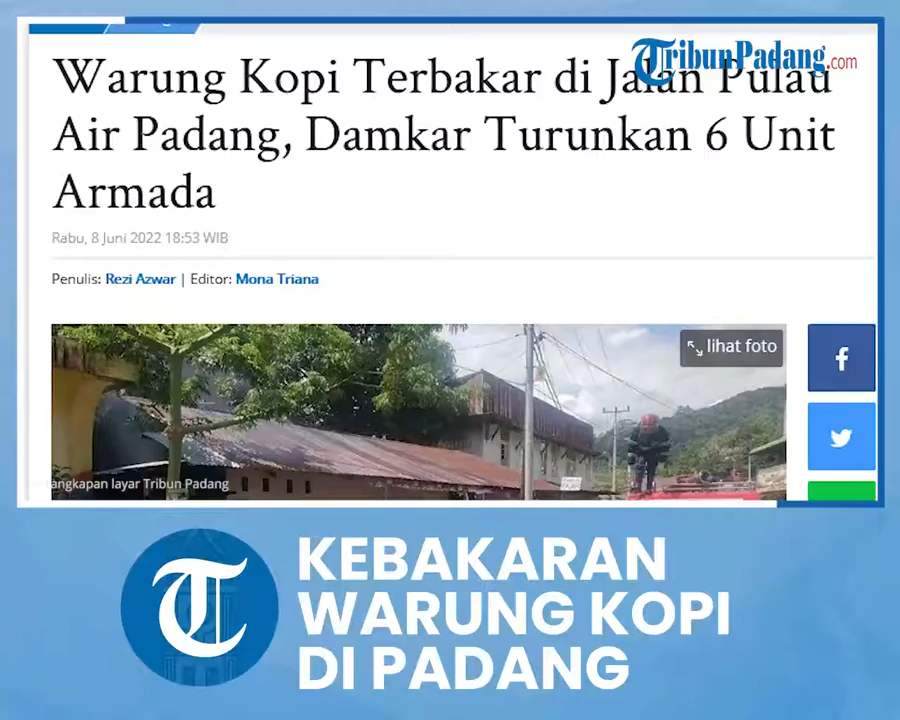 TribunPadang.com
Warung Kopi Terbakar di Jalan Pulau
Air Padang, Damkar Turunkan 6 Unit
Armada
Rabu, 8 Juni 2022 18:53 WIB
Penulis: Rezi Azwar | Editor: Mona Triana
lihat foto
angkapan layar Tribun Padang
KEBAKARAN
WARUNG KOPI
DI PADANG